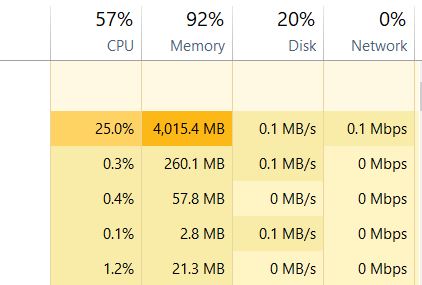 57% 92% 20% 0%
CPU Memory Disk Network
25.0% 4,015.4 MB 0.1 MB/s 0.1 Mbps
0.3% 260.1 MB 0.1 MB/s 0 Mbps
0.4% 57.8 MB 0 MB/s 0 Mbps
0.1% 2.8 MB 0.1 MB/s 0 Mbps
1.2% 21.3 MB 0 MB/s 0 Mbps